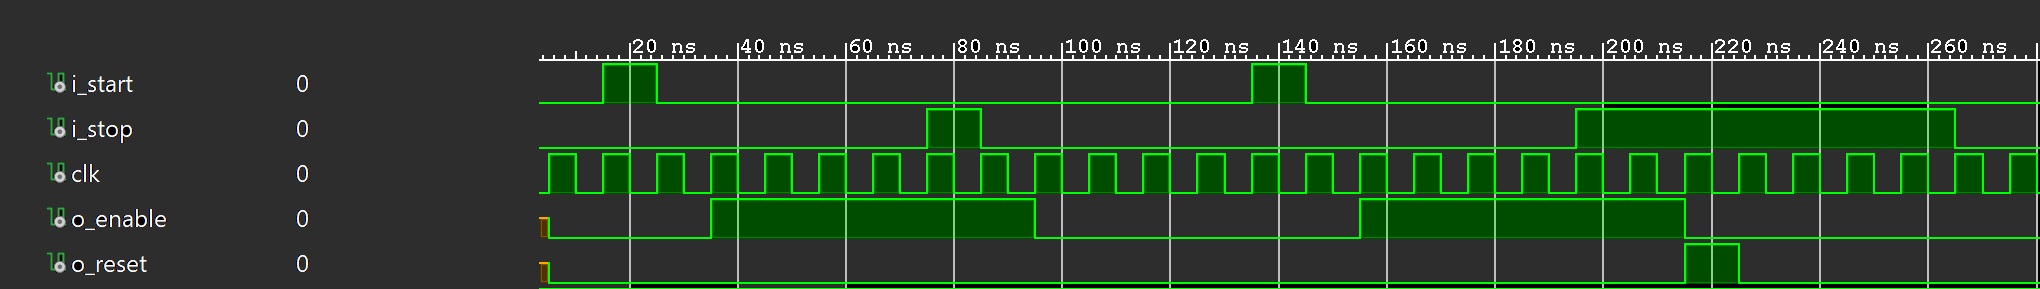 20 ns 40 ns 60 ns 80 ns 100 ns 120 ns 140 ns 160 ns 180 ns 200 ns 220 ns 240 ns 260 ns
i_start 0
i_stop 0
clk 0
o_enable 0
o_reset 0